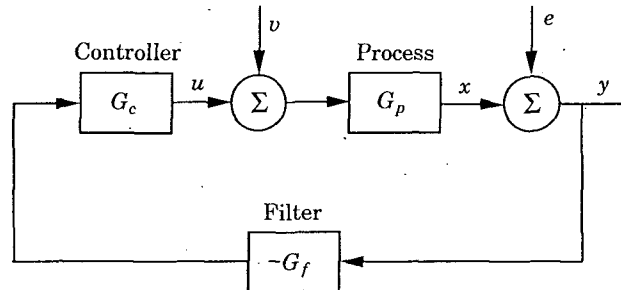 Controller
v
Process
e
G_c
u
Σ
G_p
x
Σ
y
Filter
-G_f